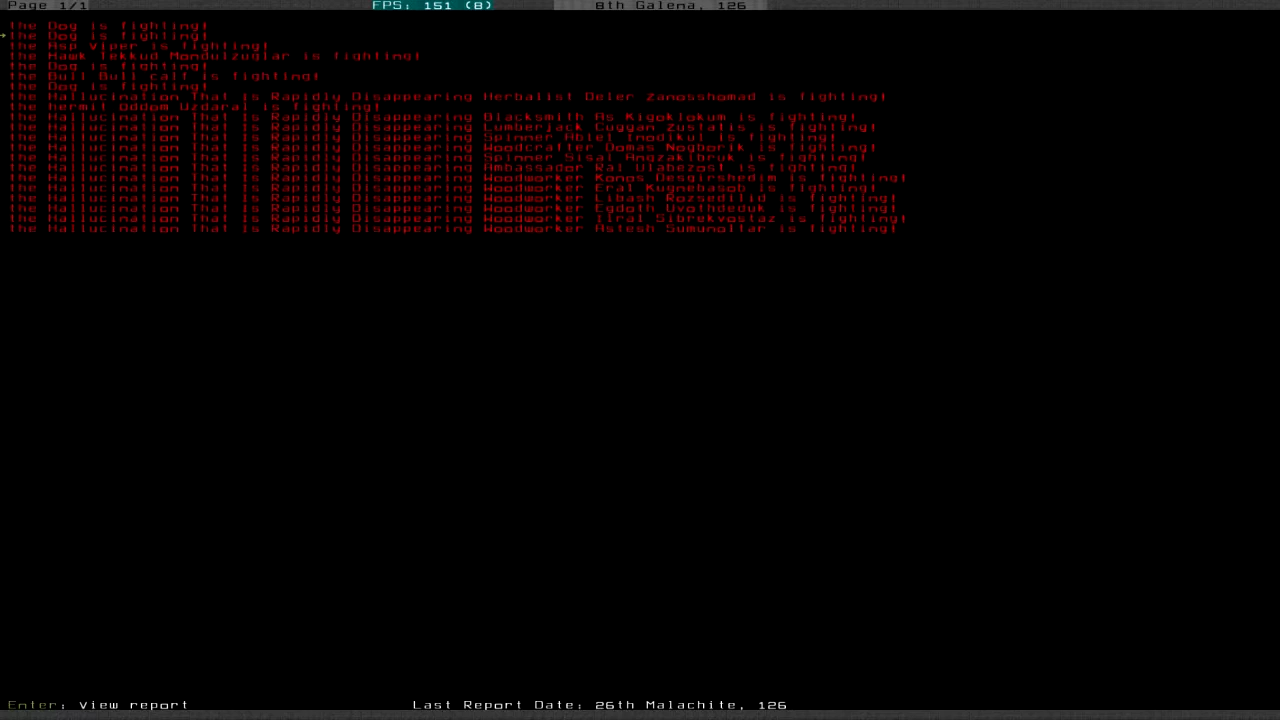 Page 1/1 FPS: 151 (8) 8th Galena, 126
The Dog is fighting!
The Dog is fighting!
The Asp Viper is fighting!
The Hawk Tekkud Mondulzuglar is fighting!
The Dog is fighting!
The Bull Bull calf is fighting!
The Dog is fighting!
The Hallucination That Is Rapidly Disappearing Herbalist Deler Zanosshomad is fighting!
The Hermit Oddom Uzdaral is fighting!
The Hallucination That Is Rapidly Disappearing Blacksmith As Kigoklokum is fighting!
The Hallucination That Is Rapidly Disappearing Lumberjack Cuggan Zusfalis is fighting!
The Hallucination That Is Rapidly Disappearing Spinner Ablel Inodikul is fighting!
The Hallucination That Is Rapidly Disappearing Woodcrafter Domas Noghorik is fighting!
The Hallucination That Is Rapidly Disappearing Spinner Sisal Angzaklbruk is fighting!
The Hallucination That Is Rapidly Disappearing Ambassador Ral Ulabezost is fighting!
The Hallucination That Is Rapidly Disappearing Woodworker Kongs Desgirshedim is fighting!
The Hallucination That Is Rapidly Disappearing Woodworker Eral Kugnebasob is fighting!
The Hallucination That Is Rapidly Disappearing Woodworker Libash Rozsedilid is fighting!
The Hallucination That Is Rapidly Disappearing Woodworker Egdoth Uvothdeduk is fighting!
The Hallucination That Is Rapidly Disappearing Woodworker Tiral Sibrekvostaz is fighting!
The Hallucination That Is Rapidly Disappearing Woodworker Astesh Sumunollar is fighting!
Enter: View report Last Report Date: 26th Malachite, 126